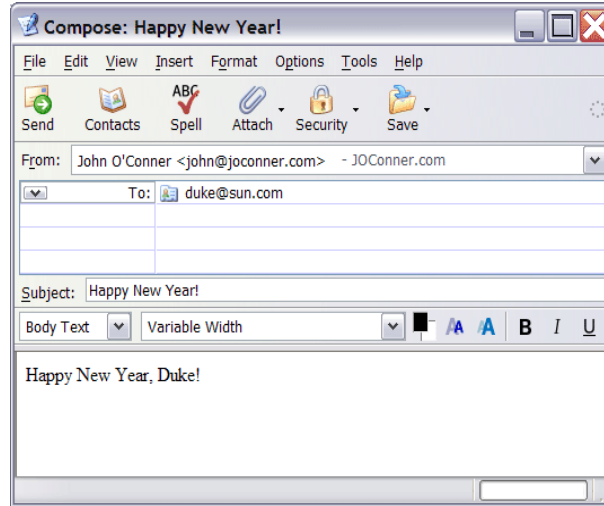 Compose: Happy New Year!
File Edit View Insert Format Options Tools Help
ABC
Send Contacts Spell Attach Security Save
From: John O'Conner <john@joconner.com> - JOConner.com
To: duke@sun.com
Subject: Happy New Year!
Body Text Variable Width A A A B I U
Happy New Year, Duke!